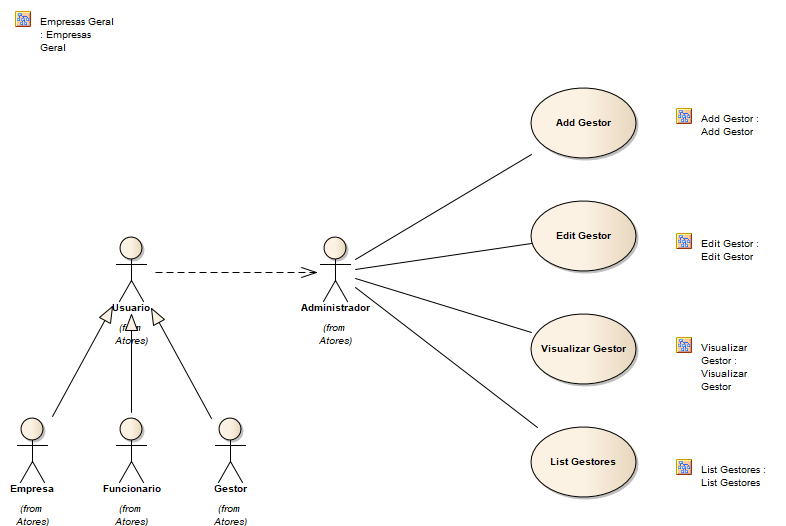 Empresas Geral
: Empresas
Geral
Add Gestor
Add Gestor :
Add Gestor
Edit Gestor
Edit Gestor :
Edit Gestor
Usuario
(from
Atores)
Administrador
(from
Atores)
Visualizar Gestor
Visualizar
Gestor :
Visualizar
Gestor
List Gestores
List Gestores :
List Gestores
Empresa
(from
Atores)
Funcionario
(from
Atores)
Gestor
(from
Atores)